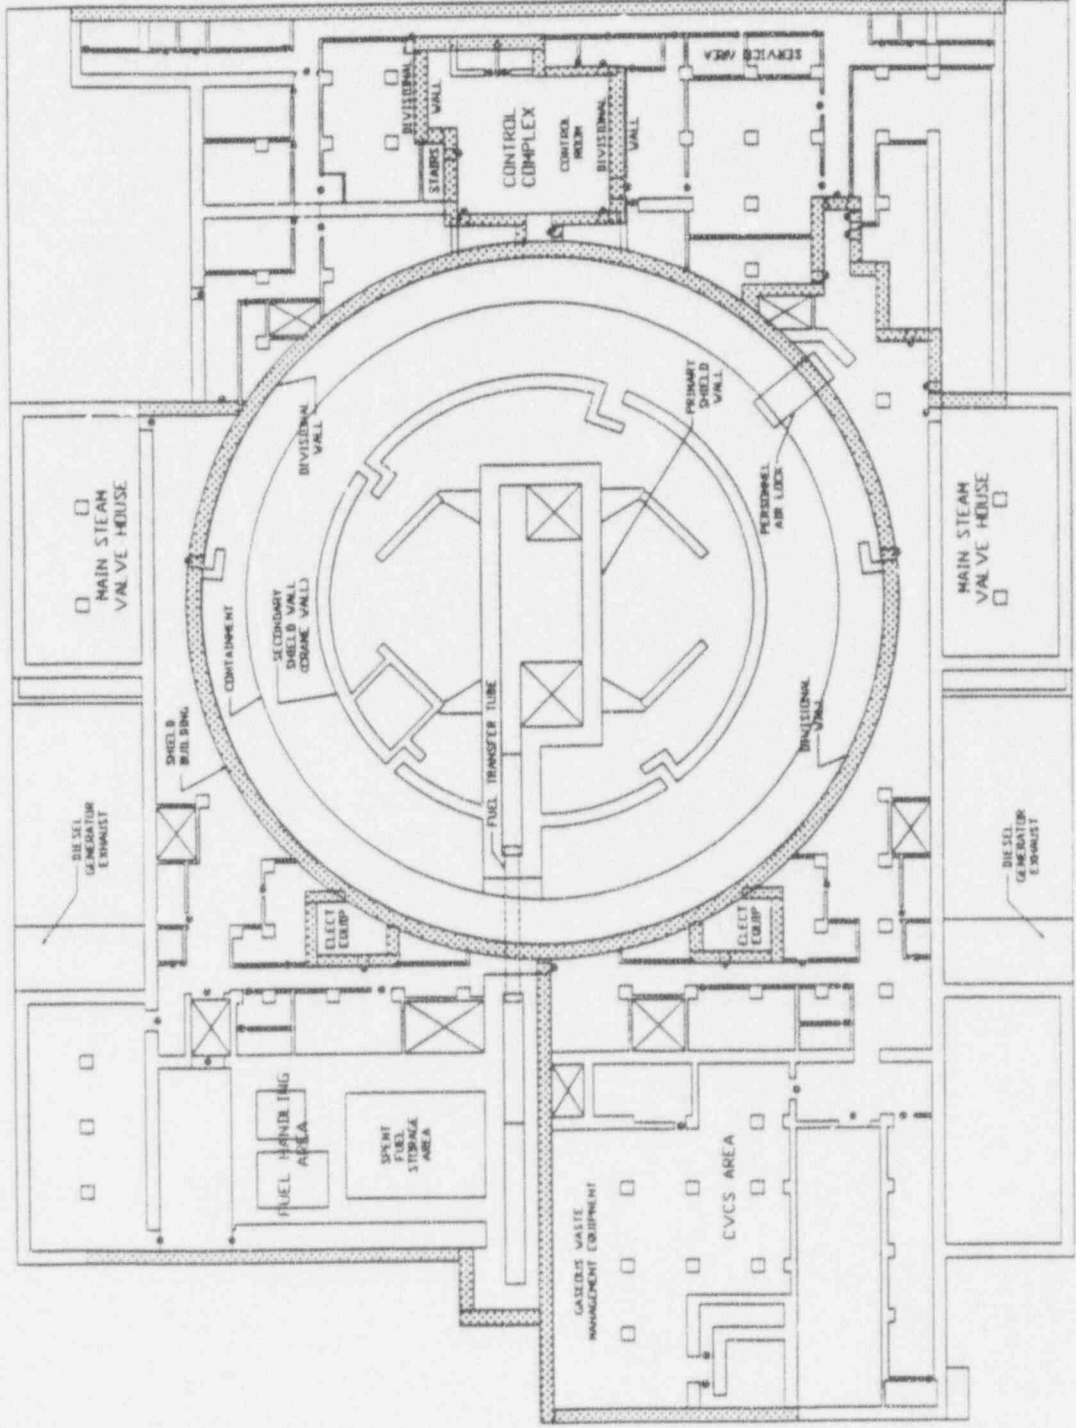 SERVICE AREA
DIVISIONAL
WALL
STAIRS
CONTROL
COMPLEX
CONTROL
ROOM
DIVISIONAL
WALL
DIVISIONAL
WALL
PRIMARY
SHIELD
WALL
PERSONNEL
AIR LOCK
MAIN STEAM
VALVE HOUSE
MAIN STEAM
VALVE HOUSE
CONTAINMENT
SECONDARY
SHIELD WALL
(CRANE WALL)
SHIELD
BUILDING
FUEL TRANSFER TUBE
DIVISIONAL
WALL
DIESEL
GENERATOR
EXHAUST
DIESEL
GENERATOR
EXHAUST
ELECT
EQUIP
ELECT
EQUIP
FUEL HANDLING
AREA
SPENT
FUEL
STORAGE
AREA
GASEOUS WASTE
MANAGEMENT EQUIPMENT
CVCS AREA